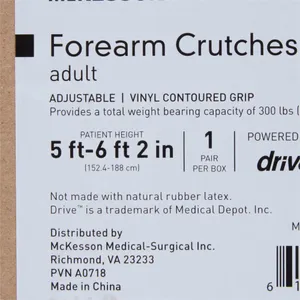 Forearm Crutches
adult
ADJUSTABLE | VINYL CONTOURED GRIP
Provides a total weight bearing capacity of 300 lbs (
PATIENT HEIGHT
5 ft-6 ft 2 in
(152.4-188 cm)
1
PAIR
PER BOX
POWERED
drive
Not made with natural rubber latex.
Drive™ is a trademark of Medical Depot. Inc.
Distributed by
McKesson Medical-Surgical Inc.
Richmond, VA 23233
PVN A0718
Made in China
M
6 1